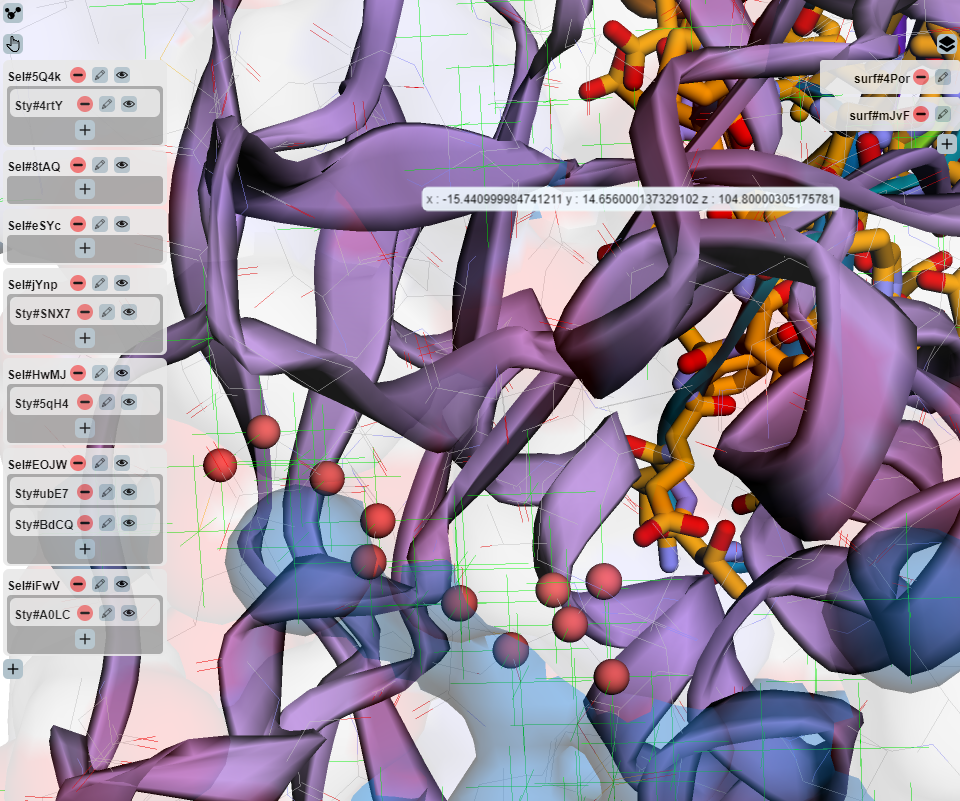 Sel#5Q4k
Sty#4rtY
Sel#8tAQ
Sel#eSYc
Sel#jYnp
Sty#SNX7
Sel#HwMJ
Sty#5qH4
Sel#EOJW
Sty#ubE7
Sty#BdCQ
Sel#iFwV
Sty#A0LC
surf#4Por
surf#mJvF
x : -15.440999984741211 y : 14.656000137329102 z : 104.80000305175781